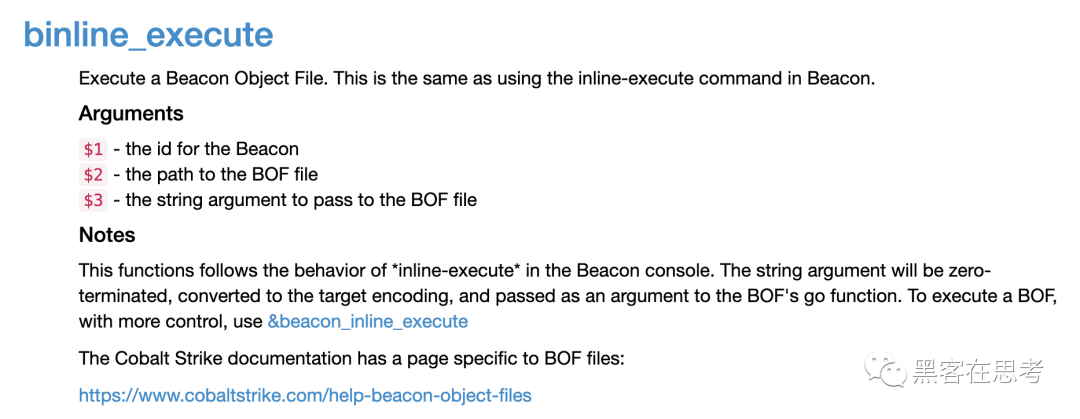 binline_execute
Execute a Beacon Object File. This is the same as using the inline-execute command in Beacon.
Arguments
$1 - the id for the Beacon
$2 - the path to the BOF file
$3 - the string argument to pass to the BOF file
Notes
This functions follows the behavior of *inline-execute* in the Beacon console. The string argument will be zero-
terminated, converted to the target encoding, and passed as an argument to the BOF's go function. To execute a BOF,
with more control, use &beacon_inline_execute
The Cobalt Strike documentation has a page specific to BOF files:
https://www.cobaltstrike.com/help-beacon-object-files
黑客在思考